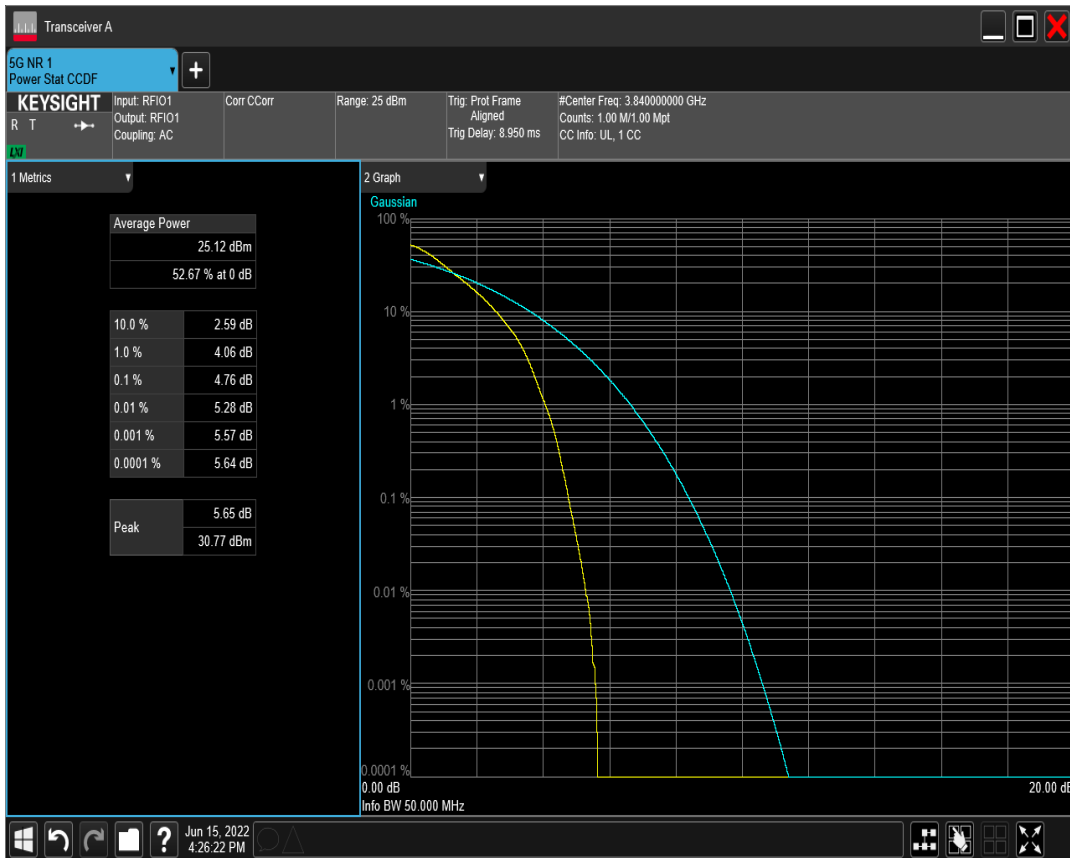 Transceiver A
5G NR 1
Power Stat CCDF
KEYSIGHT
R T
LXI
Input: RFIO1
Output: RFIO1
Coupling: AC
Corr CCorr
Range: 25 dBm
Trig: Prot Frame
Aligned
Trig Delay: 8.950 ms
#Center Freq: 3.840000000 GHz
Counts: 1.00 M/1.00 Mpt
CC Info: UL, 1 CC
1 Metrics
Average Power
25.12 dBm
52.67 % at 0 dB
10.0 % 2.59 dB
1.0 % 4.06 dB
0.1 % 4.76 dB
0.01 % 5.28 dB
0.001 % 5.57 dB
0.0001 % 5.64 dB
Peak
5.65 dB
30.77 dBm
2 Graph
Gaussian
100 %
10 %
1 %
0.1 %
0.01 %
0.001 %
0.0001 %
0.00 dB
20.00 dB
Info BW 50.000 MHz
?
Jun 15, 2022
4:26:22 PM